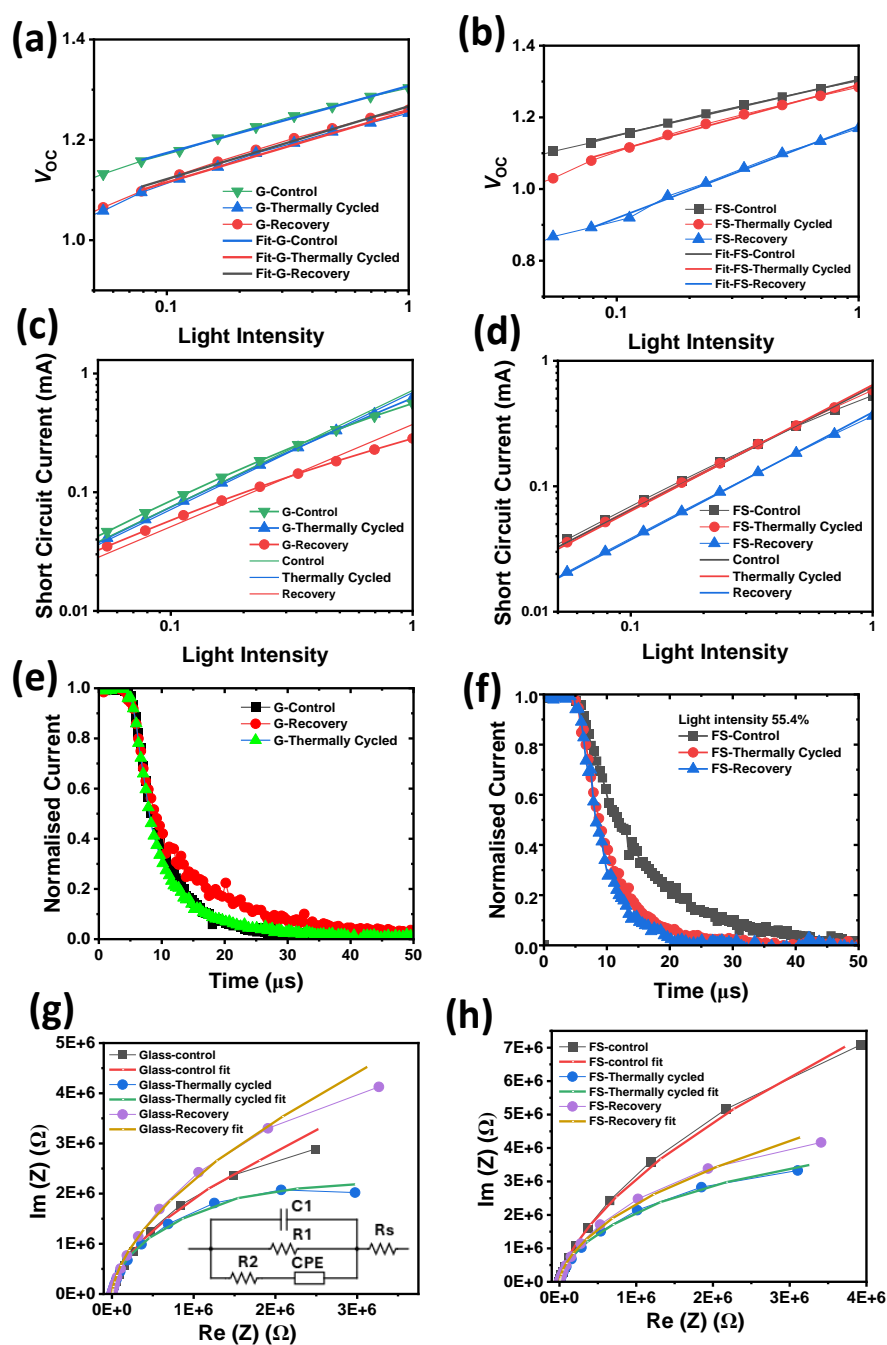 (a)
1.4
1.2
1.0
V_OC
G-Control
G-Thermally Cycled
G-Recovery
Fit-G-Control
Fit-G-Thermally Cycled
Fit-G-Recovery
0.1
1
Light Intensity
(b)
1.4
1.2
1.0
0.8
V_OC
FS-Control
FS-Thermally Cycled
FS-Recovery
Fit-FS-Control
Fit-FS-Thermally Cycled
Fit-FS-Recovery
0.1
1
Light Intensity
(c)
1
0.1
0.01
Short Circuit Current (mA)
G-Control
G-Thermally Cycled
G-Recovery
Control
Thermally Cycled
Recovery
0.1
1
Light Intensity
(d)
1
0.1
0.01
Short Circuit Current (mA)
FS-Control
FS-Thermally Cycled
FS-Recovery
Control
Thermally Cycled
Recovery
0.1
1
Light Intensity
(e)
1.0
0.8
0.6
0.4
0.2
0.0
Normalised Current
G-Control
G-Recovery
G-Thermally Cycled
0 10 20 30 40 50
Time (μs)
(f)
1.0
0.8
0.6
0.4
0.2
0.0
Normalised Current
Light intensity 55.4%
FS-Control
FS-Thermally Cycled
FS-Recovery
0 10 20 30 40 50
Time (μs)
(g)
5E+6
4E+6
3E+6
2E+6
1E+6
0E+0
Im (Z) (Ω)
Glass-control
Glass-control fit
Glass-Thermally cycled
Glass-Thermally cycled fit
Glass-Recovery
Glass-Recovery fit
C1
R1
Rs
R2
CPE
0E+0 1E+6 2E+6 3E+6
Re (Z) (Ω)
(h)
7E+6
6E+6
5E+6
4E+6
3E+6
2E+6
1E+6
0E+0
Im (Z) (Ω)
FS-control
FS-control fit
FS-Thermally cycled
FS-Thermally cycled fit
FS-Recovery
FS-Recovery fit
0E+0 1E+6 2E+6 3E+6 4E+6
Re (Z) (Ω)